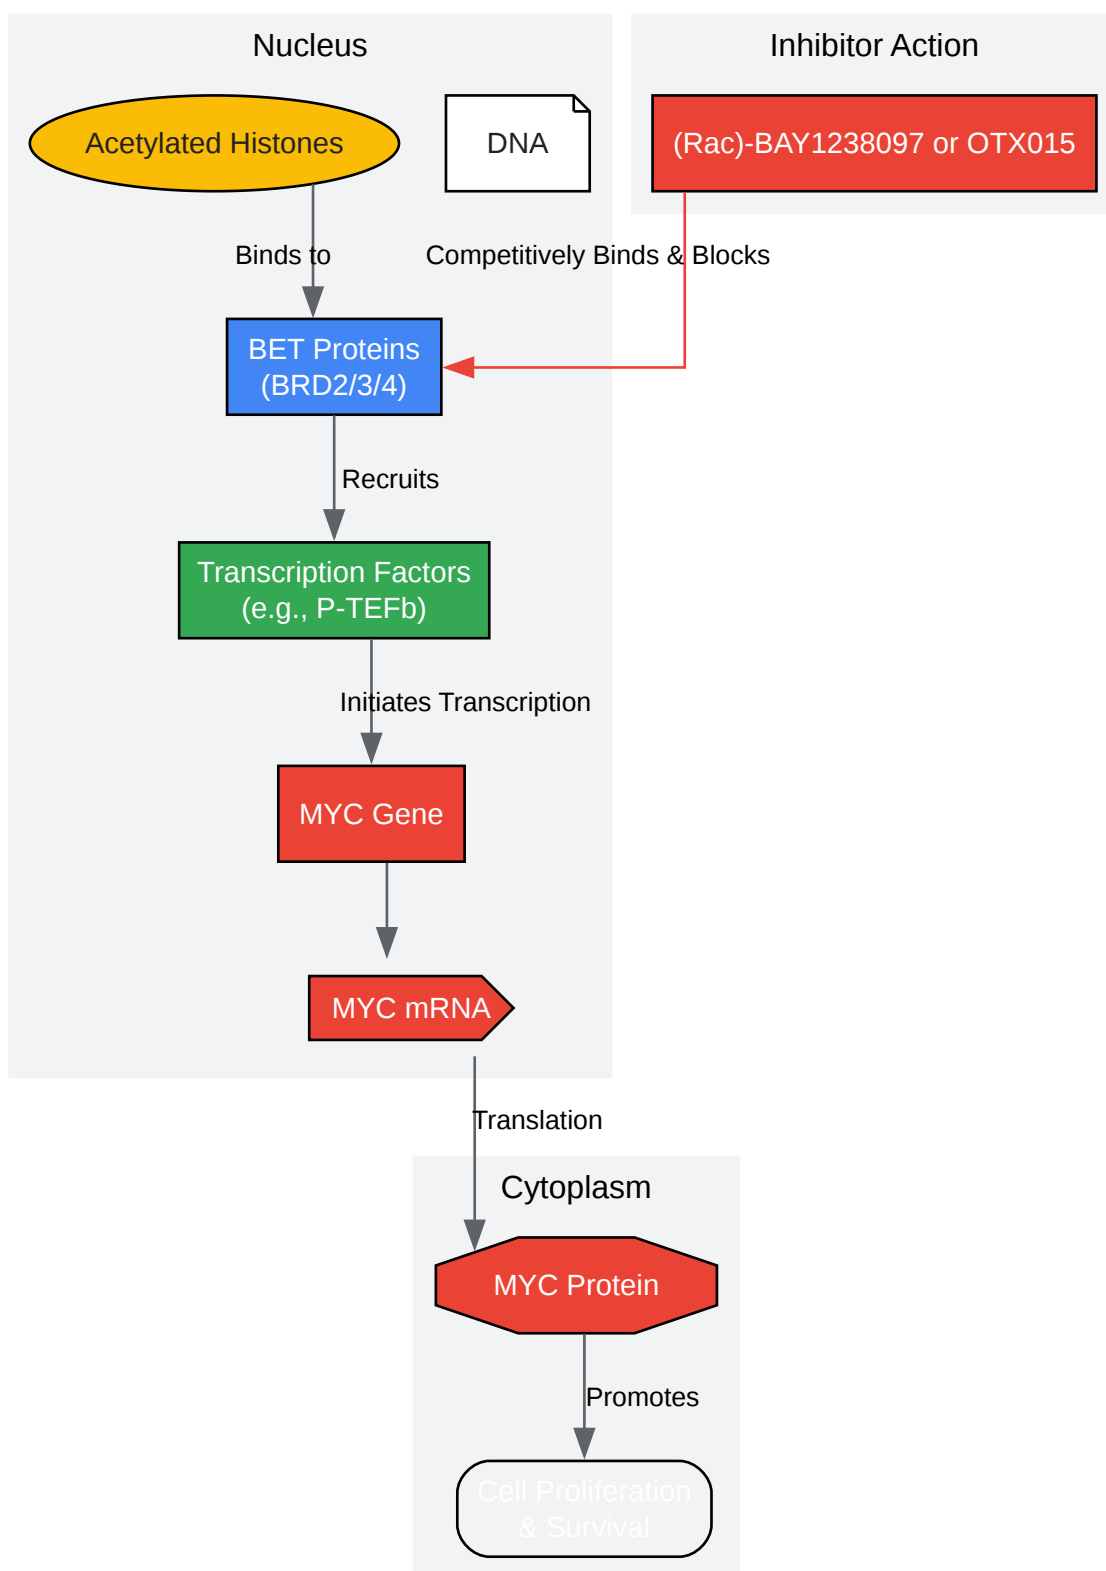 Nucleus
Inhibitor Action
Acetylated Histones
DNA
(Rac)-BAY1238097 or OTX015
Binds to
Competitively Binds & Blocks
BET Proteins
(BRD2/3/4)
Recruits
Transcription Factors
(e.g., P-TEFb)
Initiates Transcription
MYC Gene
MYC mRNA
Translation
Cytoplasm
MYC Protein
Promotes
Cell Proliferation
& Survival